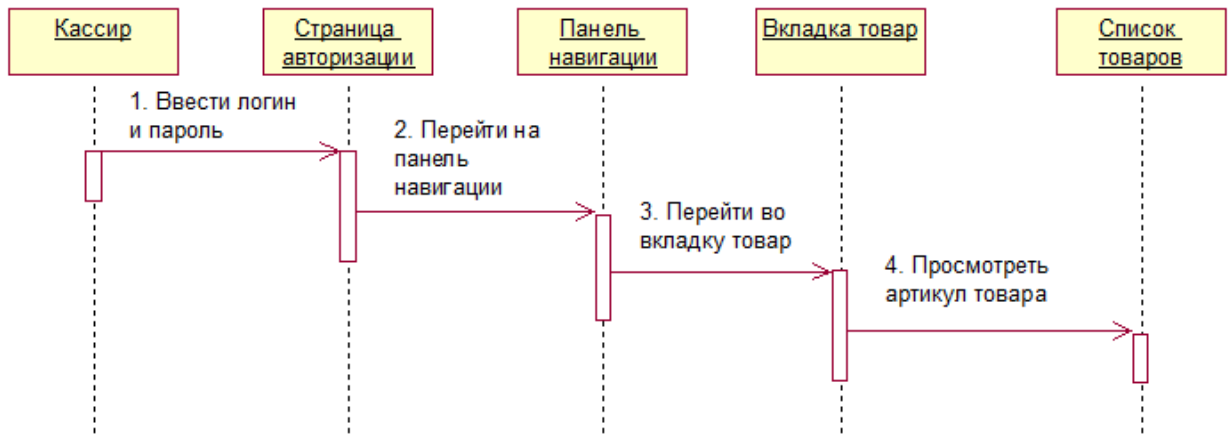 Кассир
Страница
авторизации
Панель
навигации
Вкладка товар
Список
товаров
1. Ввести логин
и пароль
2. Перейти на
панель
навигации
3. Перейти во
вкладку товар
4. Просмотреть
артикул товара